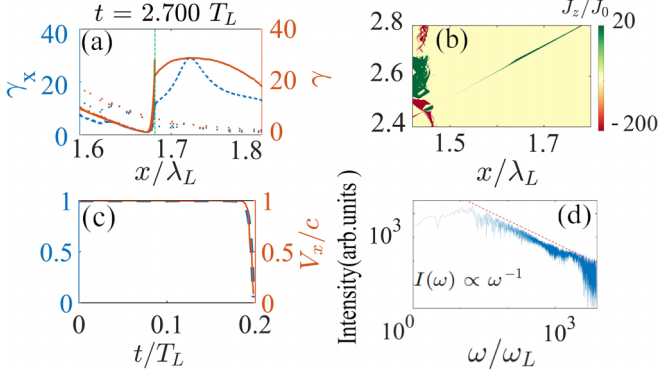 t = 2.700 T_L
J_z/J_0
40
(a)
40
2.8
(b)
20
γ_x
20
20
γ
2.6
0
0
2.4
-200
1.6
1.7
1.8
1.5
1.7
x/λ_L
x/λ_L
1
(c)
1
(d)
0.5
0.5
V_x/c
Intensity(arb.units )
10^3
I(ω) ∝ ω^-1
0
0
0
0.2
10^0
10^3
t/T_L
ω/ω_L